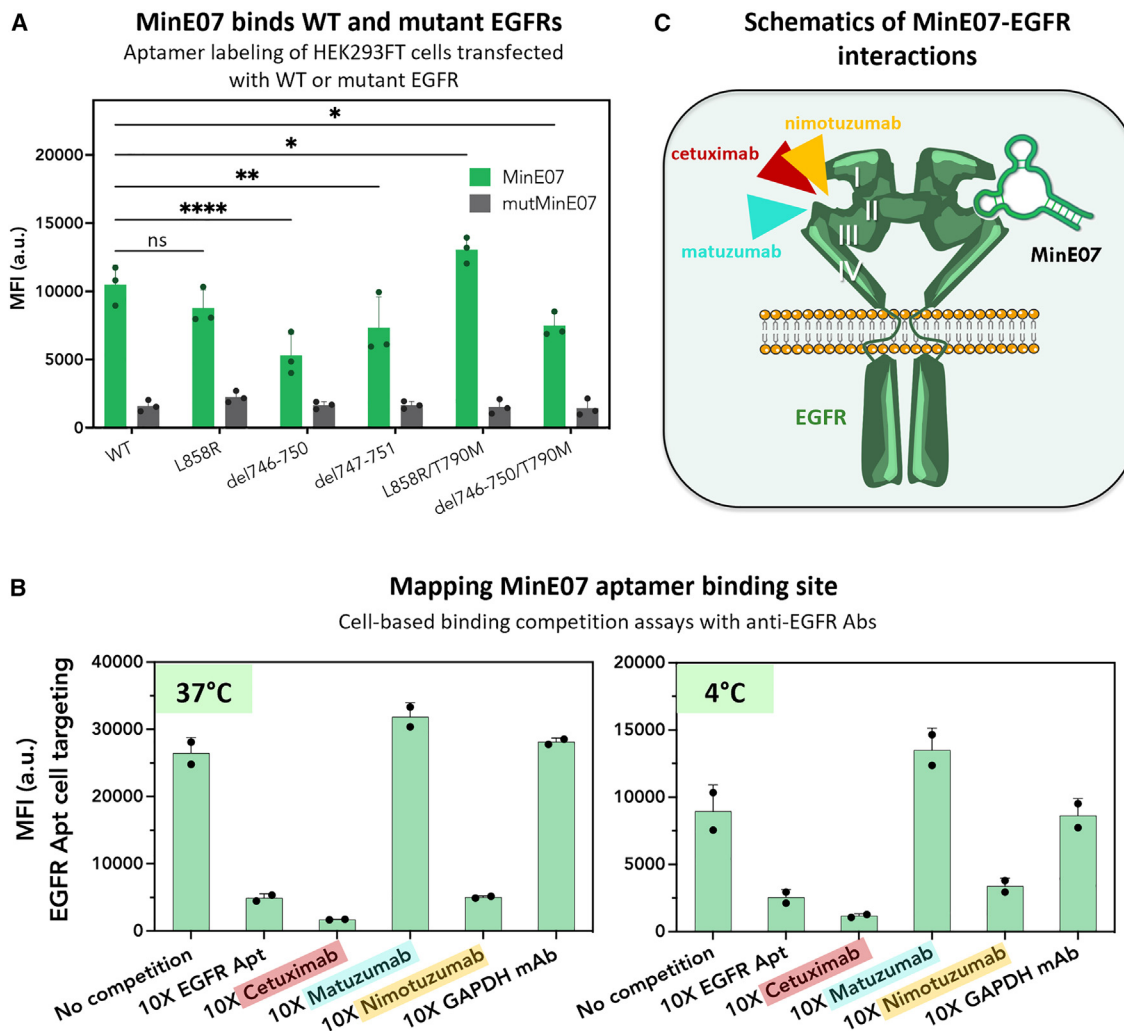 A
MinE07 binds WT and mutant EGFRs
Aptamer labeling of HEK293FT cells transfected
with WT or mutant EGFR
MFI (a.u.)
20000
15000
10000
5000
0
*
*
**
****
ns
MinE07
mutMinE07
WT
L858R
del746-750
del747-751
L858R/T790M
del746-750/T790M
C
Schematics of MinE07-EGFR
interactions
nimotuzumab
cetuximab
matuzumab
I
II
III
IV
MinE07
EGFR
B
Mapping MinE07 aptamer binding site
Cell-based binding competition assays with anti-EGFR Abs
MFI (a.u.)
EGFR Apt cell targeting
40000
30000
20000
10000
0
37°C
No competition
10X EGFR Apt
10X Cetuximab
10X Matuzumab
10X Nimotuzumab
10X GAPDH mAb
20000
15000
10000
5000
0
4°C
No competition
10X EGFR Apt
10X Cetuximab
10X Matuzumab
10X Nimotuzumab
10X GAPDH mAb